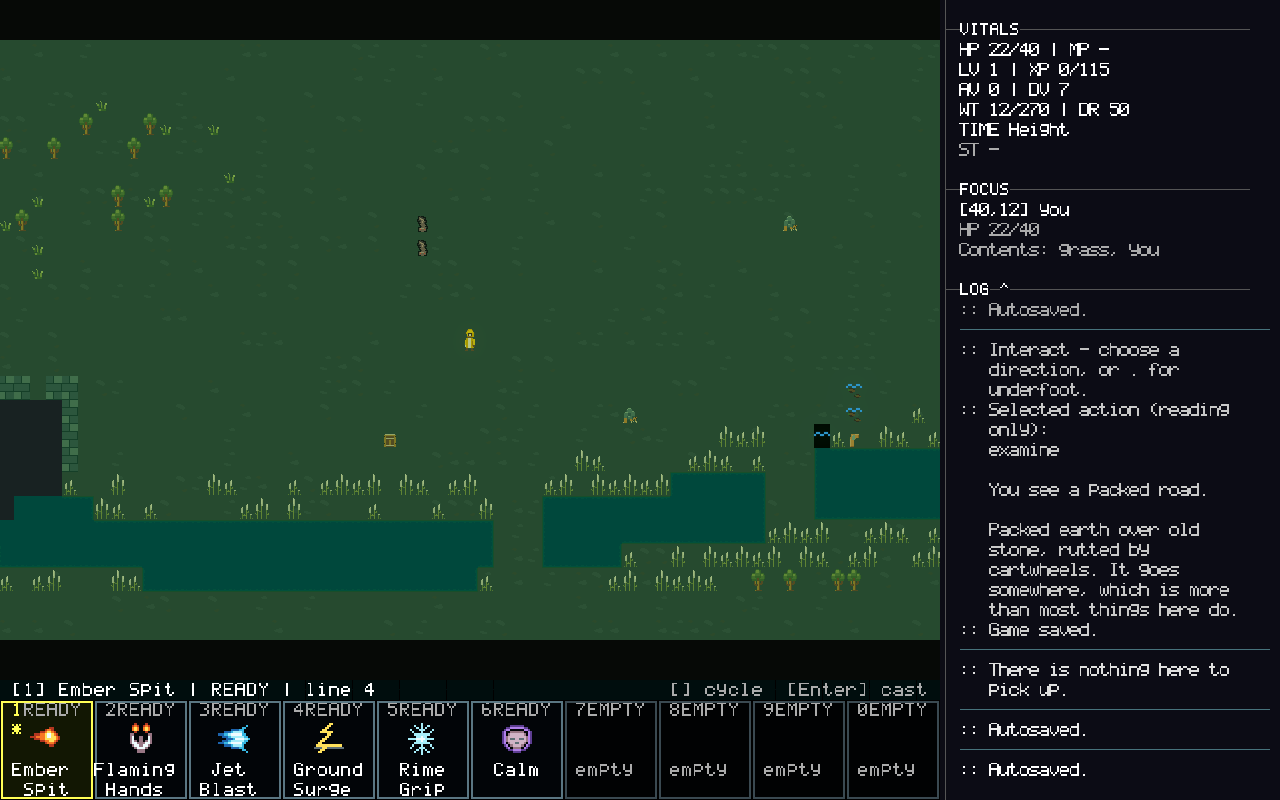 VITALS
HP 22/40 | MP -
LV 1 | XP 0/115
AV 0 | DV 7
WT 12/270 | DR 50
TIME Height
ST -
FOCUS
[40,12] You
HP 22/40
Contents: grass, You
LOG ^
:: Autosaved.
:: Interact - choose a
direction, or . for
underfoot.
:: Selected action (reading
only):
examine
You see a Packed road.
Packed earth over old
stone, rutted by
cartwheels. It goes
somewhere, which is more
than most things here do.
:: Game saved.
:: There is nothing here to
Pick up.
:: Autosaved.
:: Autosaved.
[1] Ember Spit | READY | line 4
[] cycle [Enter] cast
1READY 2READY 3READY 4READY 5READY 6READY 7EMPTY 8EMPTY 9EMPTY 0EMPTY
*
Ember Flaming Jet Ground Rime Calm empty empty empty empty
Spit Hands Blast Surge Grip